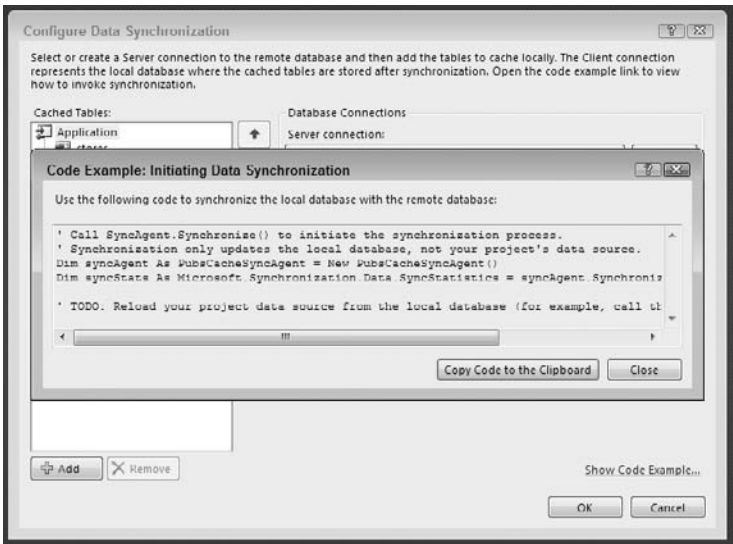 Configure Data Synchronization
Select or create a Server connection to the remote database and then add the tables to cache locally. The Client connection
represents the local database where the cached tables are stored after synchronization. Open the code example link to view
how to invoke synchronization.
Cached Tables:
Database Connections
Application
Server connection:
stores
Code Example: Initiating Data Synchronization
Use the following code to synchronize the local database with the remote database:
' Call SyncAgent.Synchronize() to initiate the synchronization process.
' Synchronization only updates the local database, not your project's data source.
Dim syncAgent As PubsCacheSyncAgent = New PubsCacheSyncAgent()
Dim syncStats As Microsoft.Synchronization.Data.SyncStatistics = syncAgent.Synchroniz
' TODO: Reload your project data source from the local database (for example, call th
Copy Code to the Clipboard
Close
Add
Remove
Show Code Example...
OK
Cancel